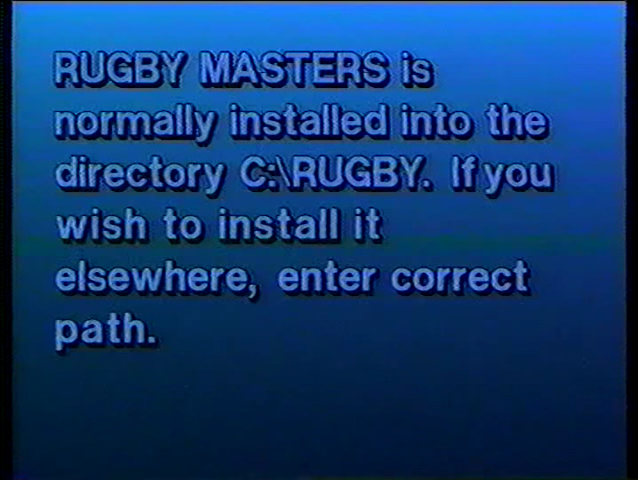 RUGBY MASTERS is
normally installed into the
directory C:\RUGBY. If you
wish to install it
elsewhere, enter correct
path.